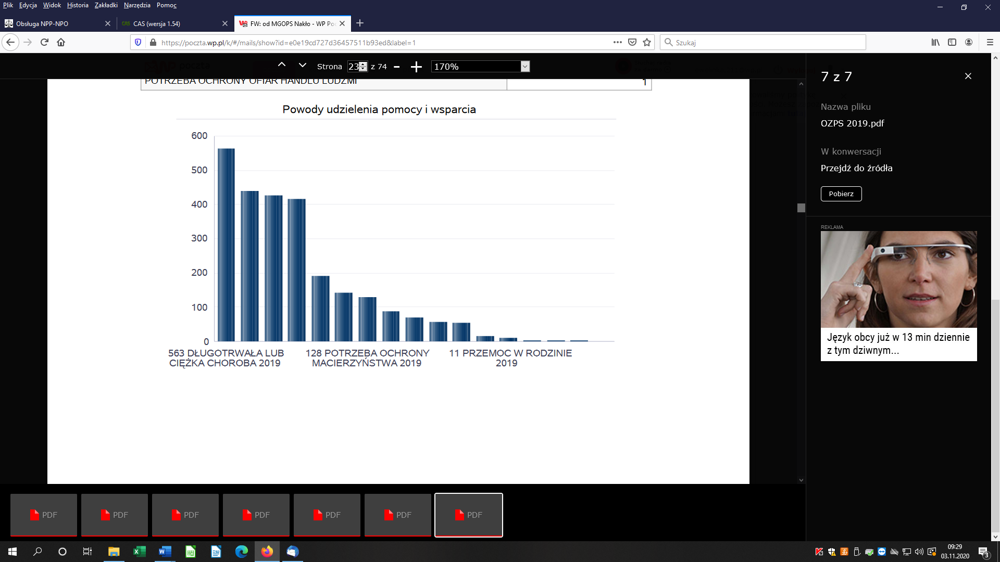 Plik Edycja Widok Historia Zakładki Narzędzia Pomoc
Obsługa NPP-NPO
CAS (wersja 1.54)
FW: od MGOPS Nakło - WP Poc
https://poczta.wp.pl/k/#/mails/show?id=e0e19cd727d36457511b93ed&label=1
Szukaj
Strona 23 z 74 - + 170%
POTRZEBA OCHRONY OFIAR HANDLU LUDŹMI 1
Powody udzielenia pomocy i wsparcia
600
500
400
300
200
100
0
563 DŁUGOTRWAŁA LUB
CIĘŻKA CHOROBA 2019
128 POTRZEBA OCHRONY
MACIERZYŃSTWA 2019
11 PRZEMOC W RODZINIE
2019
7 z 7
Nazwa pliku
OZPS 2019.pdf
W konwersacji
Przejdź do źródła
Pobierz
REKLAMA
Język obcy już w 13 min dziennie
z tym dziwnym...
PDF PDF PDF PDF PDF PDF PDF
09:29
03.11.2020
3